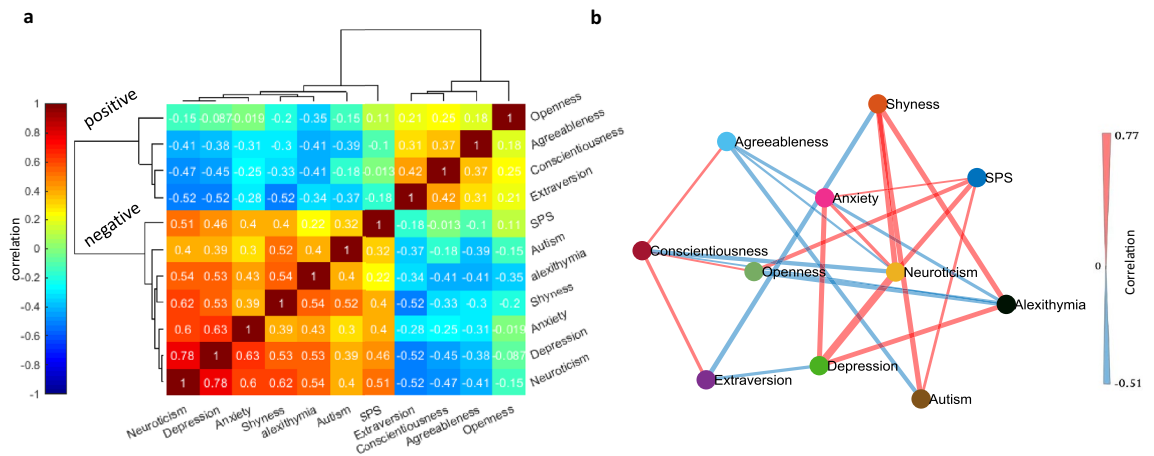 a
positive
negative
correlation
1
0.8
0.6
0.4
0.2
0
-0.2
-0.4
-0.6
-0.8
-1
-0.15 -0.087 -0.019 -0.2 -0.35 -0.15 0.11 0.21 0.25 0.18 1 Openness
-0.41 -0.38 -0.31 -0.3 -0.41 -0.39 -0.1 0.31 0.37 1 0.18 Agreeableness
-0.47 -0.45 -0.25 -0.33 -0.41 -0.18 0.013 0.42 1 0.37 0.25 Conscientiousness
-0.52 -0.52 -0.28 -0.52 -0.34 -0.37 -0.18 1 0.42 0.31 0.21 Extraversion
0.51 0.46 0.4 0.4 0.22 0.32 1 -0.18 -0.013 -0.1 0.11 SPS
0.4 0.39 0.3 0.52 0.4 1 0.32 -0.37 -0.18 -0.39 -0.15 Autism
0.54 0.53 0.43 0.54 1 0.4 0.22 -0.34 -0.41 -0.41 -0.35 alexithymia
0.62 0.53 0.39 1 0.54 0.52 0.4 -0.52 -0.33 -0.3 -0.2 Shyness
0.6 0.63 1 0.39 0.43 0.3 0.4 -0.28 -0.25 -0.31 -0.019 Anxiety
0.78 1 0.63 0.53 0.53 0.39 0.46 -0.52 -0.45 -0.38 -0.087 Depression
1 0.78 0.6 0.62 0.54 0.4 0.51 -0.52 -0.47 -0.41 -0.15 Neuroticism
Neuroticism
Depression
Anxiety
Shyness
alexithymia
Autism
SPS
Extraversion
Conscientiousness
Agreeableness
Openness
b
Shyness
Agreeableness
SPS
Anxiety
Conscientiousness
Openness
Neuroticism
Alexithymia
Depression
Extraversion
Autism
0.77
0
-0.51
Correlation